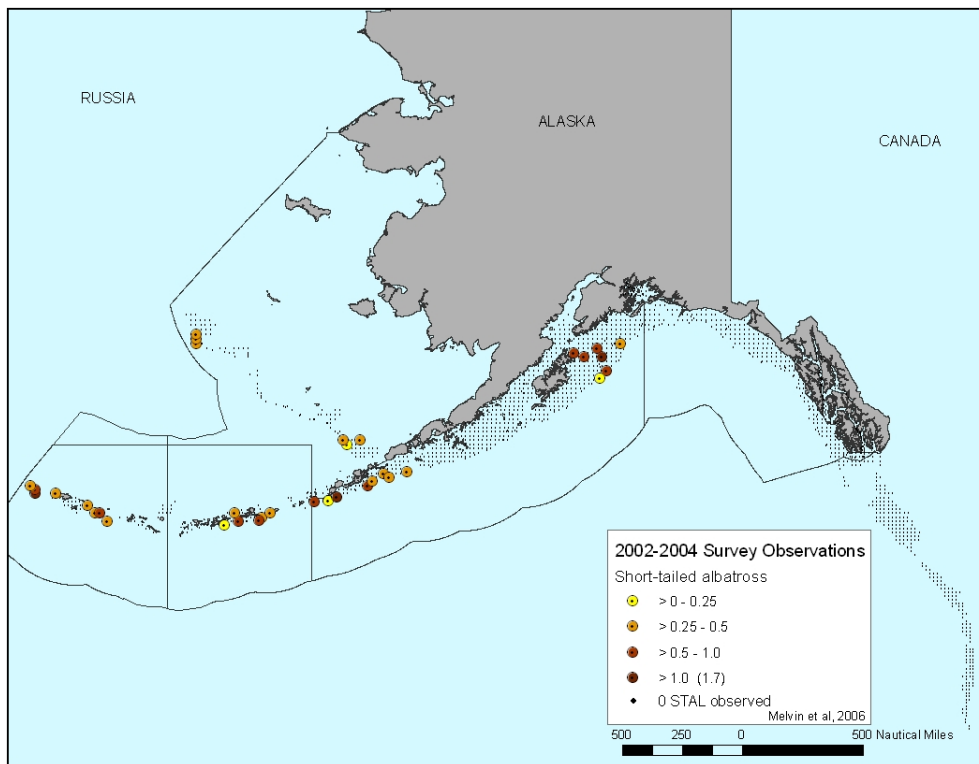 RUSSIA
ALASKA
CANADA
2002-2004 Survey Observations
Short-tailed albatross
> 0 - 0.25
> 0.25 - 0.5
> 0.5 - 1.0
> 1.0 (1.7)
0 STAL observed
Melvin et al, 2006
500 250 0 500 Nautical Miles